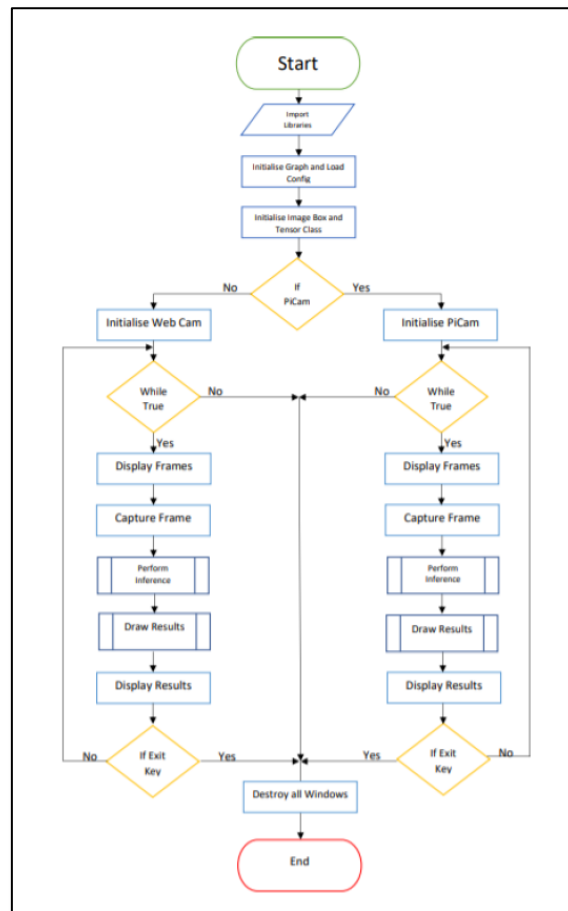 Start
Import
Libraries
Initialise Graph and Load
Config
Initialise Image Box and
Tensor Class
If
PiCam
No
Yes
Initialise Web Cam
Initialise PiCam
While
True
No
No
While
True
Yes
Yes
Display Frames
Display Frames
Capture Frame
Capture Frame
Perform
Inference
Perform
Inference
Draw Results
Draw Results
Display Results
Display Results
No
If Exit
Key
Yes
Yes
If Exit
Key
No
Destroy all Windows
End